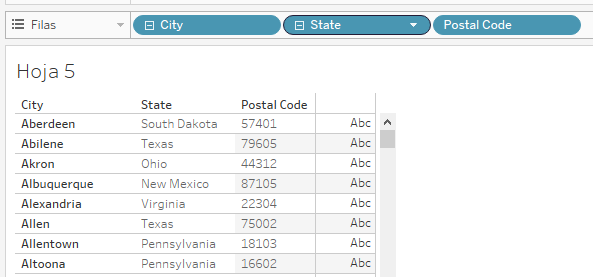 Filas City State Postal Code
Hoja 5
City State Postal Code
Aberdeen South Dakota 57401 Abc
Abilene Texas 79605 Abc
Akron Ohio 44312 Abc
Albuquerque New Mexico 87105 Abc
Alexandria Virginia 22304 Abc
Allen Texas 75002 Abc
Allentown Pennsylvania 18103 Abc
Altoona Pennsylvania 16602 Abc